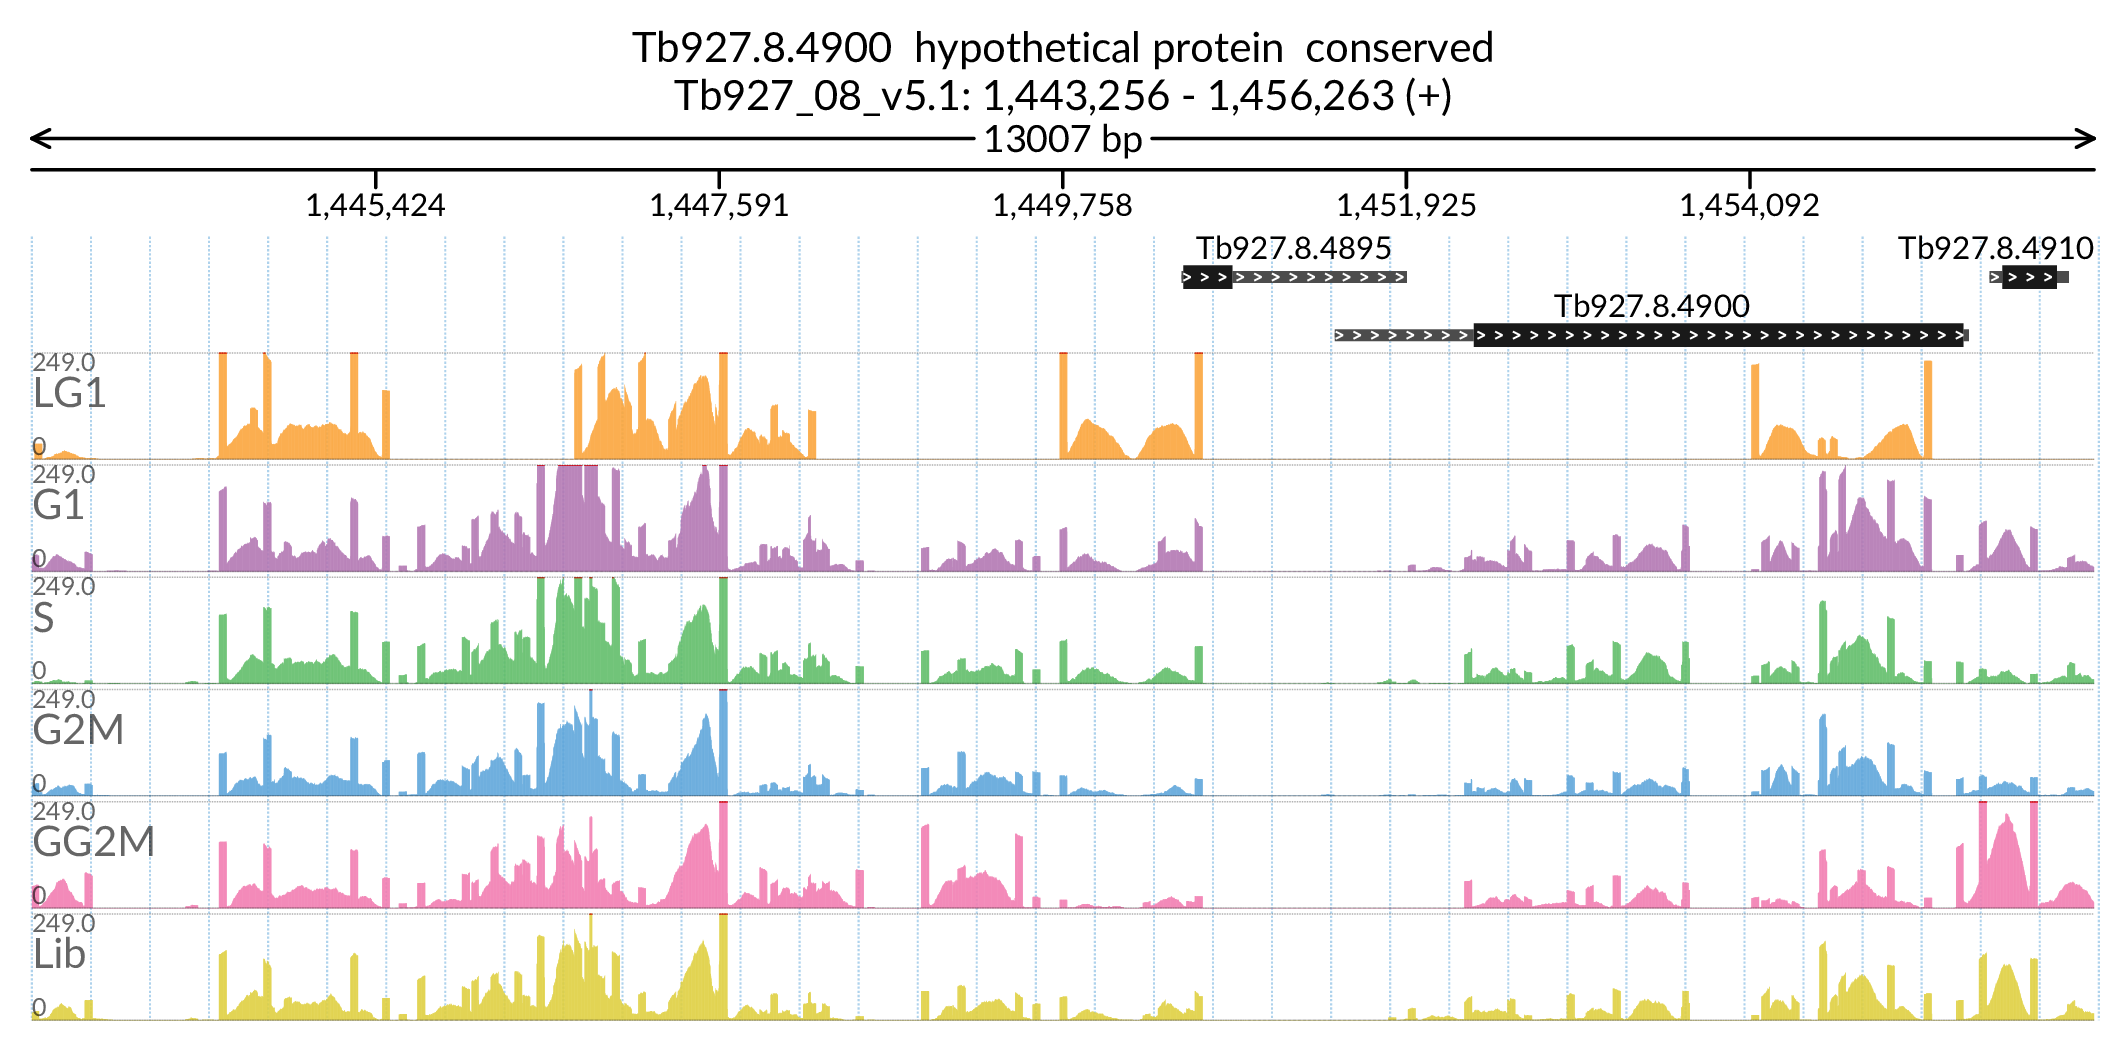 Tb927.8.4900 hypothetical protein conserved
Tb927_08_v5.1: 1,443,256 - 1,456,263 (+)
13007 bp
1,445,424 1,447,591 1,449,758 1,451,925 1,454,092
Tb927.8.4895 Tb927.8.4910
Tb927.8.4900
249.0
LG1
0
249.0
G1
0
249.0
S
0
249.0
G2M
0
249.0
GG2M
0
249.0
Lib
0